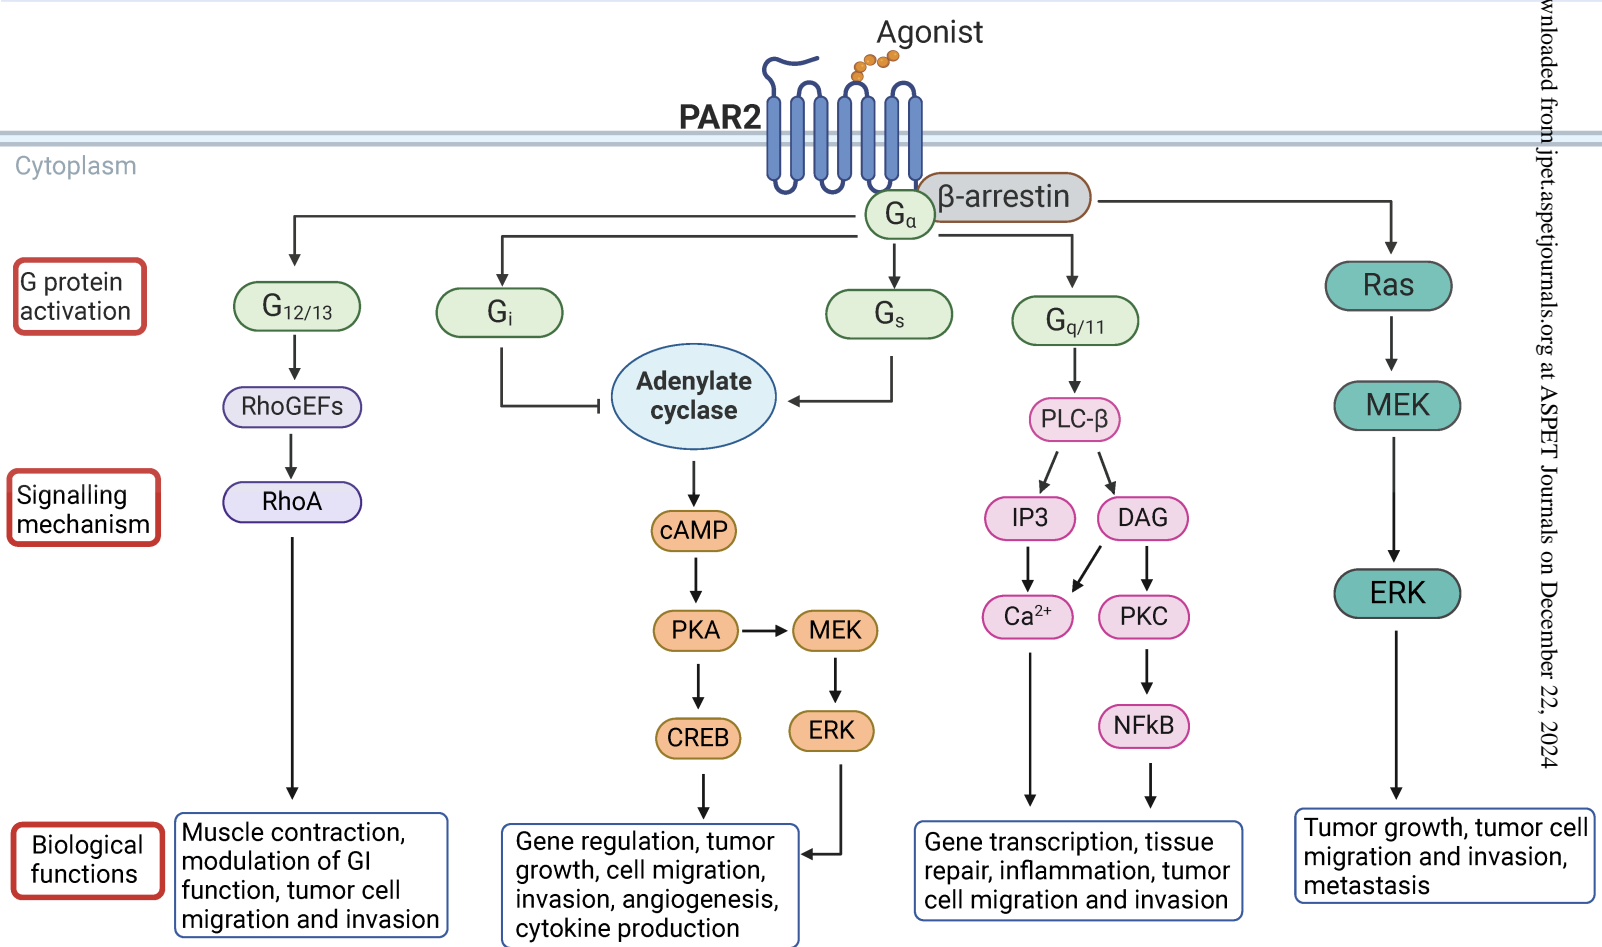 Agonist
PAR2
Cytoplasm
β-arrestin
Gα
G protein
activation
G12/13
Gi
Gs
Gq/11
Ras
Adenylate
cyclase
RhoGEFs
PLC-β
MEK
Signalling
mechanism
RhoA
cAMP
IP3
DAG
PKA
MEK
Ca2+
PKC
ERK
CREB
ERK
NFkB
Biological
functions
Muscle contraction,
modulation of GI
function, tumor cell
migration and invasion
Gene regulation, tumor
growth, cell migration,
invasion, angiogenesis,
cytokine production
Gene transcription, tissue
repair, inflammation, tumor
cell migration and invasion
Tumor growth, tumor cell
migration and invasion,
metastasis
wnloaded from jpet.aspetjournals.org at ASPET Journals on December 22, 2024